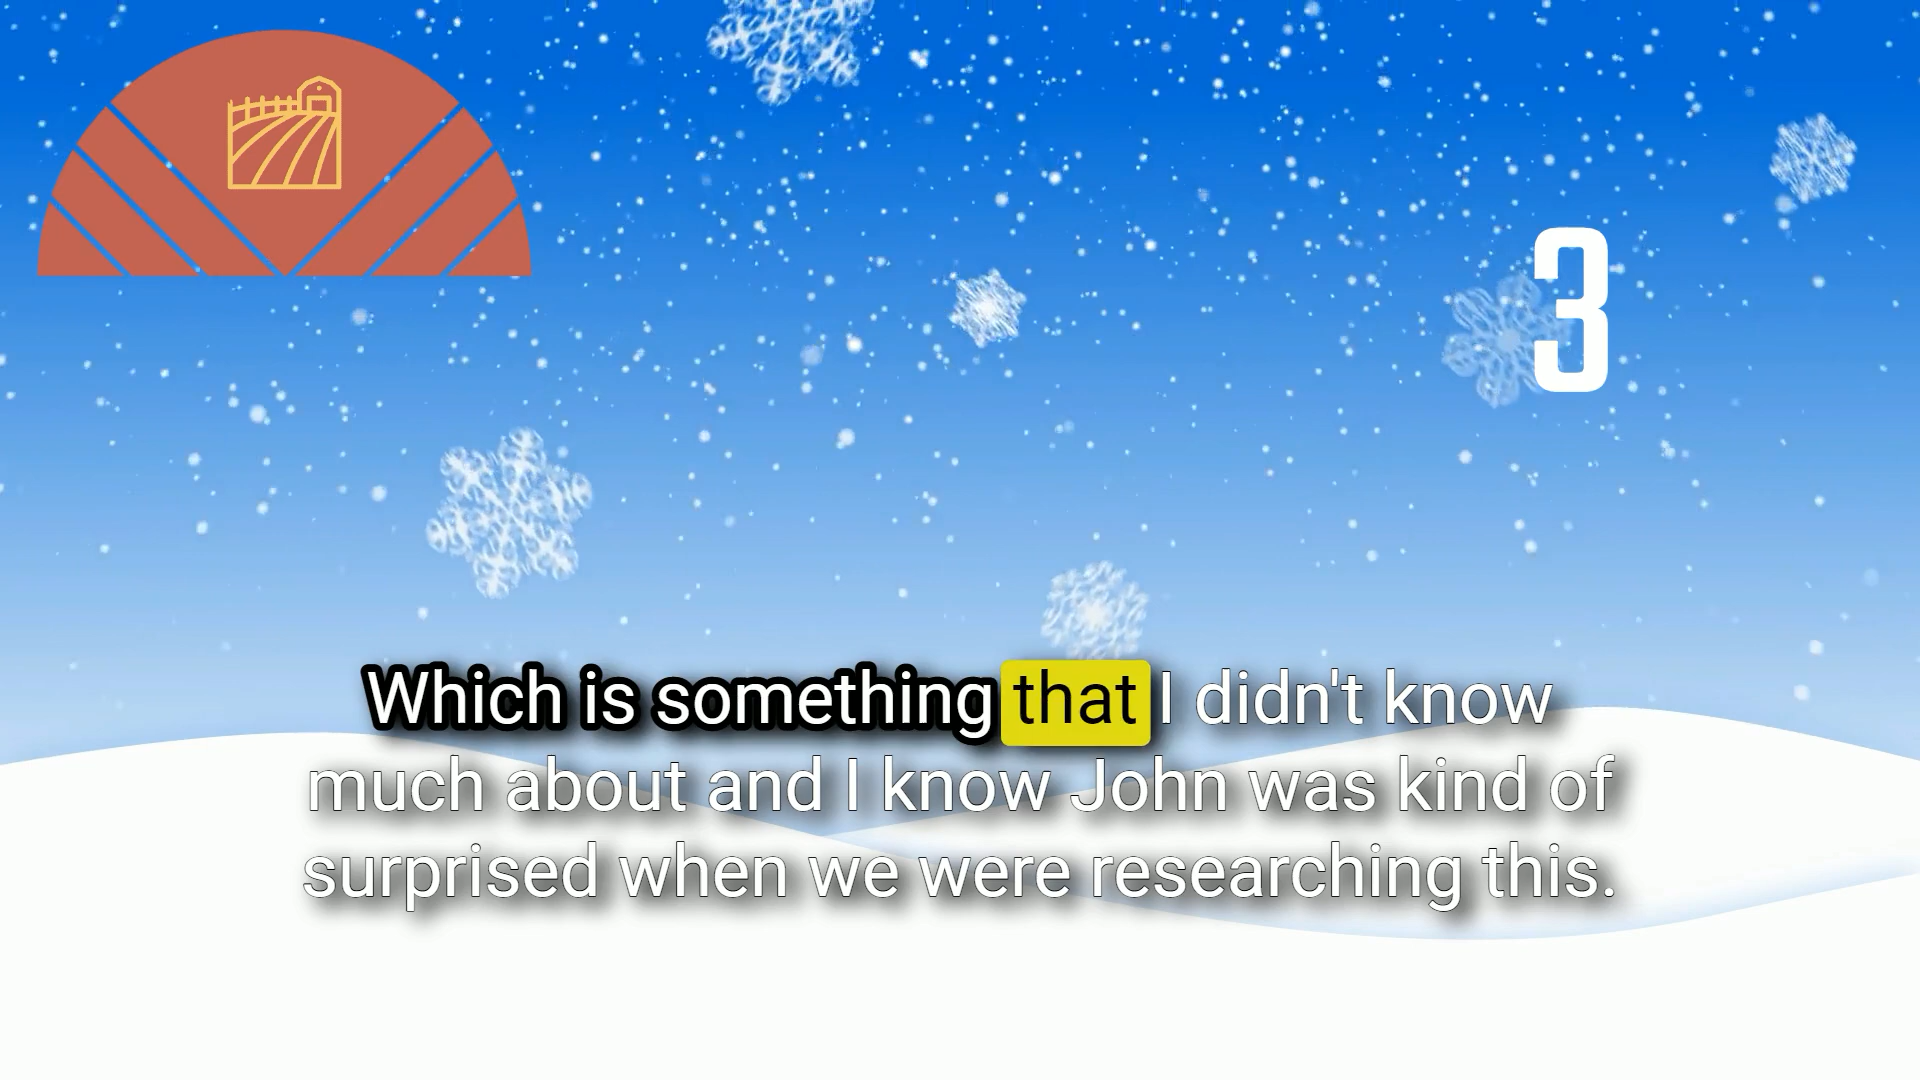 3
Which is something that I didn't know
much about and I know John was kind of
surprised when we were researching this.